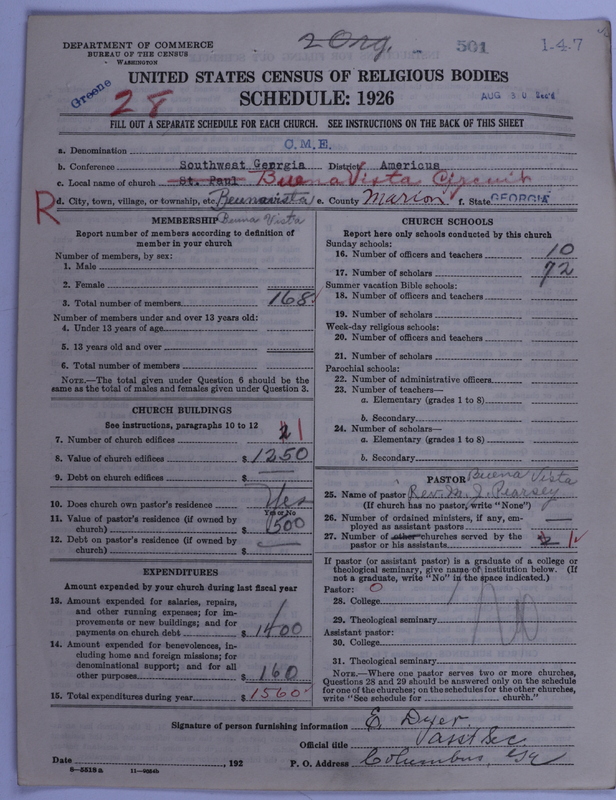 DEPARTMENT OF COMMERCE
BUREAU OF THE CENSUS
WASHINGTON
2 Org.
501
1-4-7
UNITED STATES CENSUS OF RELIGIOUS BODIES
SCHEDULE: 1926
Greene
28
AUG 30 Rec'd
FILL OUT A SEPARATE SCHEDULE FOR EACH CHURCH. SEE INSTRUCTIONS ON THE BACK OF THIS SHEET
a. Denomination C.M.E.
b. Conference Southwest Georgia District Americus
c. Local name of church St. Paul Buena Vista Circuit
R
d. City, town, village, or township, etc. Beunavista e. County Marion f. State GEORGIA
MEMBERSHIP Buena Vista
Report number of members according to definition of
member in your church
Number of members, by sex:
1. Male
2. Female
3. Total number of members 168
Number of members under and over 13 years old:
4. Under 13 years of age
5. 13 years old and over
6. Total number of members
NOTE.—The total given under Question 6 should be the
same as the total of males and females given under Question 3.
CHURCH BUILDINGS
See instructions, paragraphs 10 to 12
7. Number of church edifices 2 1
8. Value of church edifices $ 1250
9. Debt on church edifices $ —
10. Does church own pastor's residence Yes
Yes or No
11. Value of pastor's residence (if owned by
church) $ 500
12. Debt on pastor's residence (if owned by
church) $ —
EXPENDITURES
Amount expended by your church during last fiscal year
13. Amount expended for salaries, repairs,
and other running expenses; for im-
provements or new buildings; and for
payments on church debt $ 1400
14. Amount expended for benevolences, in-
cluding home and foreign missions; for
denominational support; and for all
other purposes $ 160
15. Total expenditures during year $ 1560
CHURCH SCHOOLS
Report here only schools conducted by this church
Sunday schools:
16. Number of officers and teachers 10
17. Number of scholars 72
Summer vacation Bible schools:
18. Number of officers and teachers
19. Number of scholars
Week-day religious schools:
20. Number of officers and teachers
21. Number of scholars
Parochial schools:
22. Number of administrative officers
23. Number of teachers—
a. Elementary (grades 1 to 8)
b. Secondary
24. Number of scholars—
a. Elementary (grades 1 to 8)
b. Secondary
PASTOR Buena Vista
25. Name of pastor Rev. M. J. Pearsey
(If church has no pastor, write "None")
26. Number of ordained ministers, if any, em-
ployed as assistant pastors —
27. Number of other churches served by the
pastor or his assistants 2 1
If pastor (or assistant pastor) is a graduate of a college or
theological seminary, give name of institution below. (If
not a graduate, write "No" in the space indicated.)
Pastor: 0
28. College
No
29. Theological seminary
Assistant pastor:
30. College
31. Theological seminary
NOTE.—Where one pastor serves two or more churches,
Questions 28 and 29 should be answered only on the schedule
for one of the churches; on the schedules for the other churches,
write "See schedule for church."
Signature of person furnishing information E. Dyer
Official title asst Sec
Date , 192 P. O. Address Columbus, Ga
8—5518 a 11—9054b